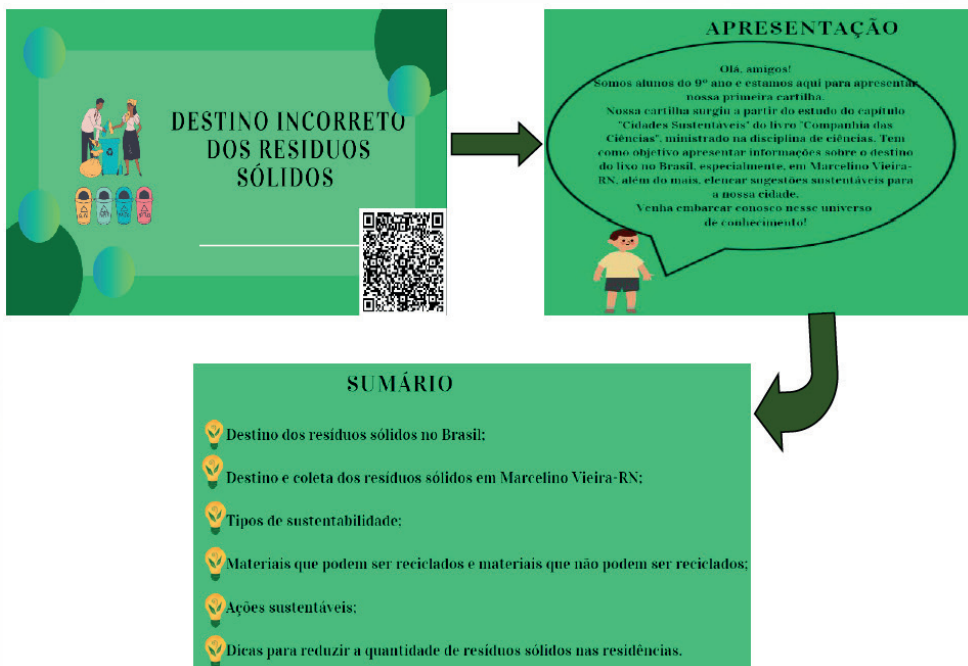 DESTINO INCORRETO
DOS RESIDUOS
SÓLIDOS
APRESENTAÇÃO
Olá, amigos!
Somos alunos do 9º ano e estamos aqui para apresentar
nossa primeira cartilha.
Nossa cartilha surgiu a partir do estudo do capítulo
"Cidades Sustentáveis" do livro "Companhia das
Ciências", ministrado na disciplina de ciências. Tem
como objetivo apresentar informações sobre o destino
do lixo no Brasil, especialmente, em Marcelino Vieira-
RN, além do mais, elencar sugestões sustentáveis para
a nossa cidade.
Venha embarcar conosco nesse universo
de conhecimento!
SUMÁRIO
Destino dos resíduos sólidos no Brasil;
Destino e coleta dos resíduos sólidos em Marcelino Vieira-RN;
Tipos de sustentabilidade;
Materiais que podem ser reciclados e materiais que não podem ser reciclados;
Ações sustentáveis;
Dicas para reduzir a quantidade de resíduos sólidos nas residências.